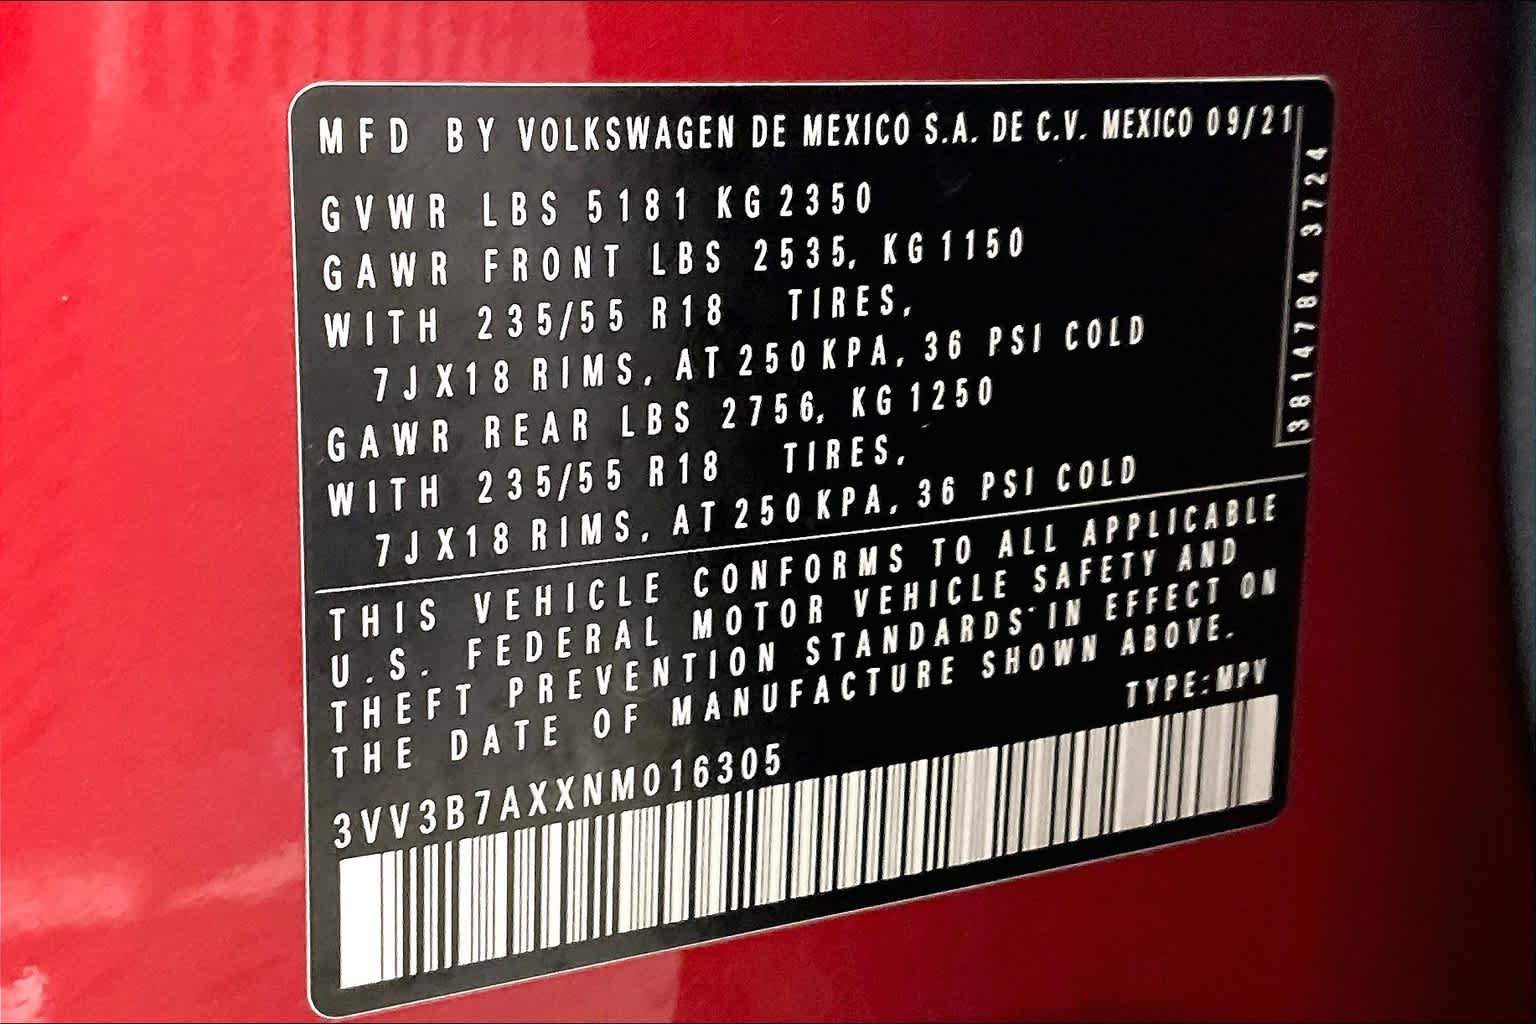 MFD BY VOLKSWAGEN DE MEXICO S.A. DE C.V. MEXICO 09/21
GVWR LBS 5181 KG 2350
GAWR FRONT LBS 2535, KG 1150
WITH 235/55 R18 TIRES,
7J X18 RIMS, AT 250 KPA, 36 PSI COLD
GAWR REAR LBS 2756, KG 1250
WITH 235/55 R18 TIRES,
7J X18 RIMS, AT 250 KPA, 36 PSI COLD
3814784 3724
THIS VEHICLE CONFORMS TO ALL APPLICABLE
U.S. FEDERAL MOTOR VEHICLE SAFETY AND
THEFT PREVENTION STANDARDS IN EFFECT ON
THE DATE OF MANUFACTURE SHOWN ABOVE.
TYPE:MPV
3VV3B7AXXNM016305